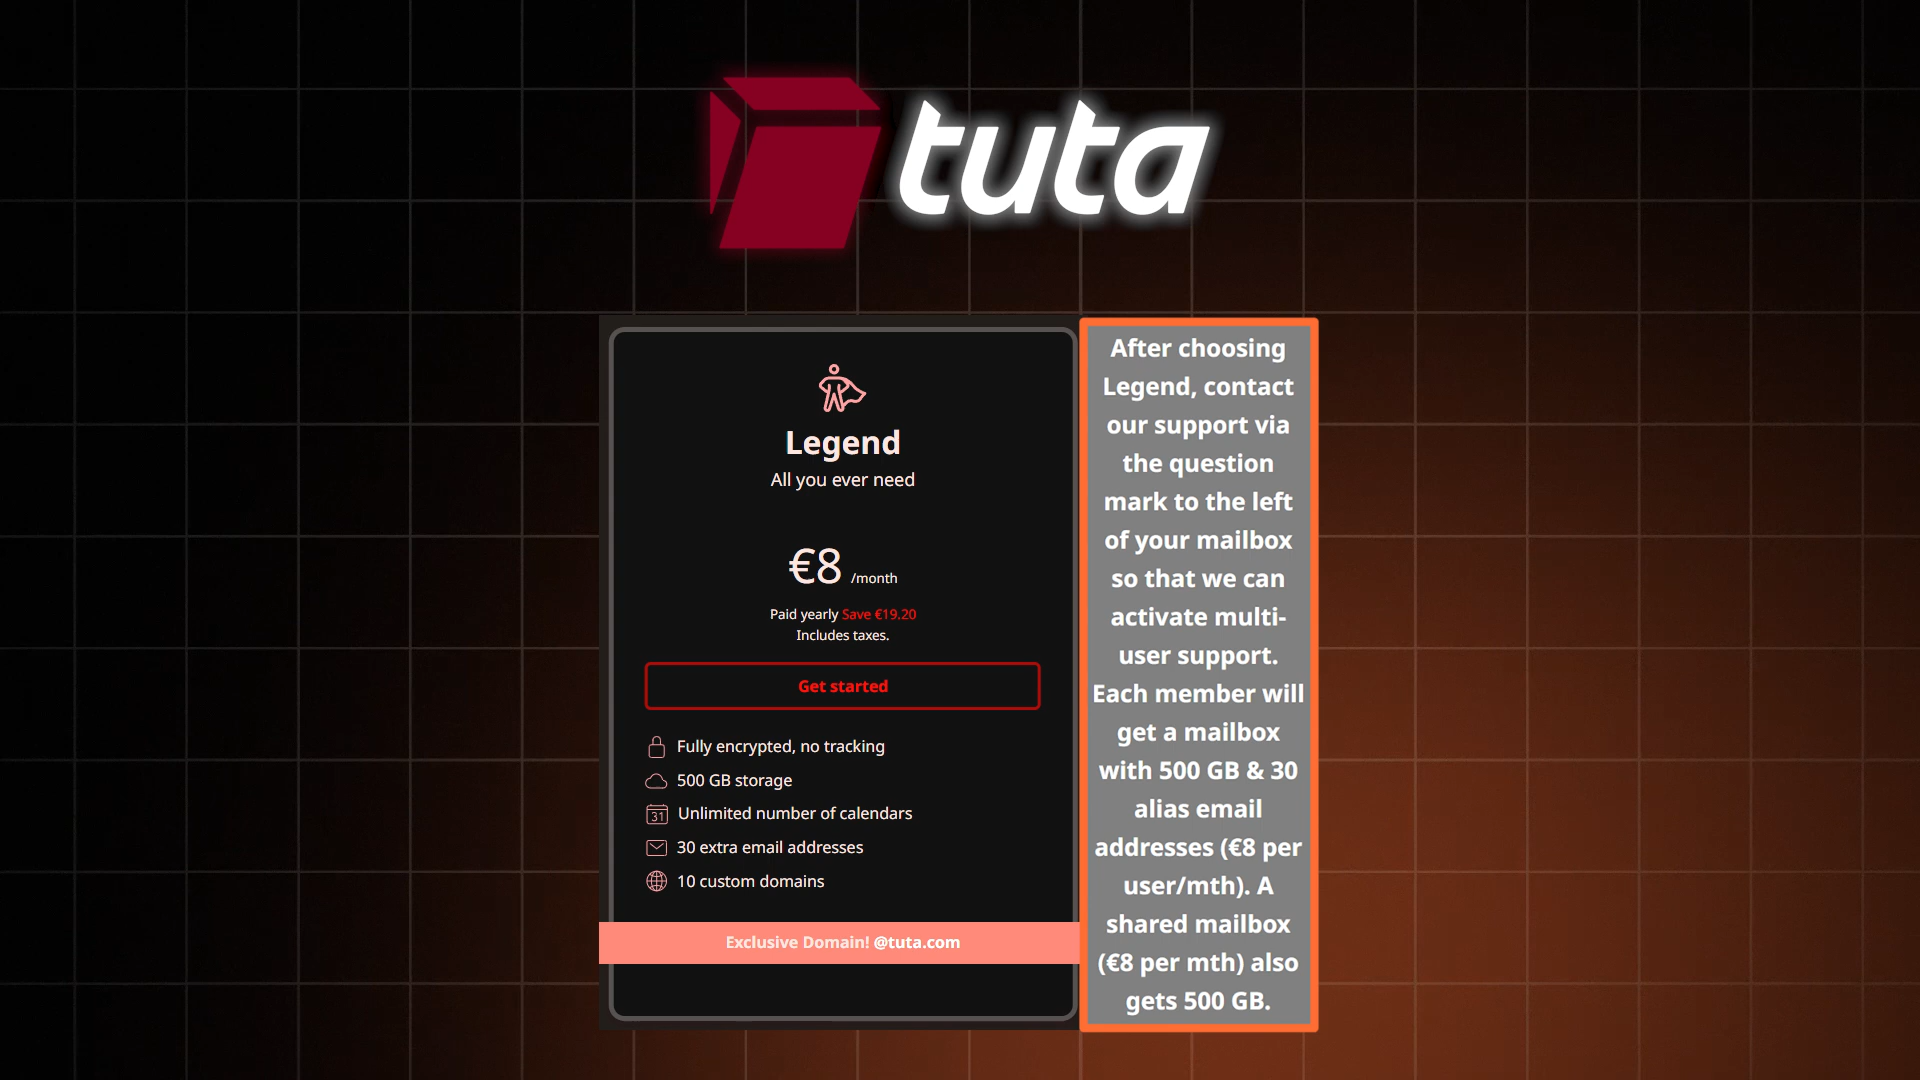 tuta
Legend
All you ever need
€8 /month
Paid yearly Save €19.20
Includes taxes.
Get started
Fully encrypted, no tracking
500 GB storage
31
Unlimited number of calendars
30 extra email addresses
10 custom domains
Exclusive Domain! @tuta.com
After choosing
Legend, contact
our support via
the question
mark to the left
of your mailbox
so that we can
activate multi-
user support.
Each member will
get a mailbox
with 500 GB & 30
alias email
addresses (€8 per
user/mth). A
shared mailbox
(€8 per mth) also
gets 500 GB.